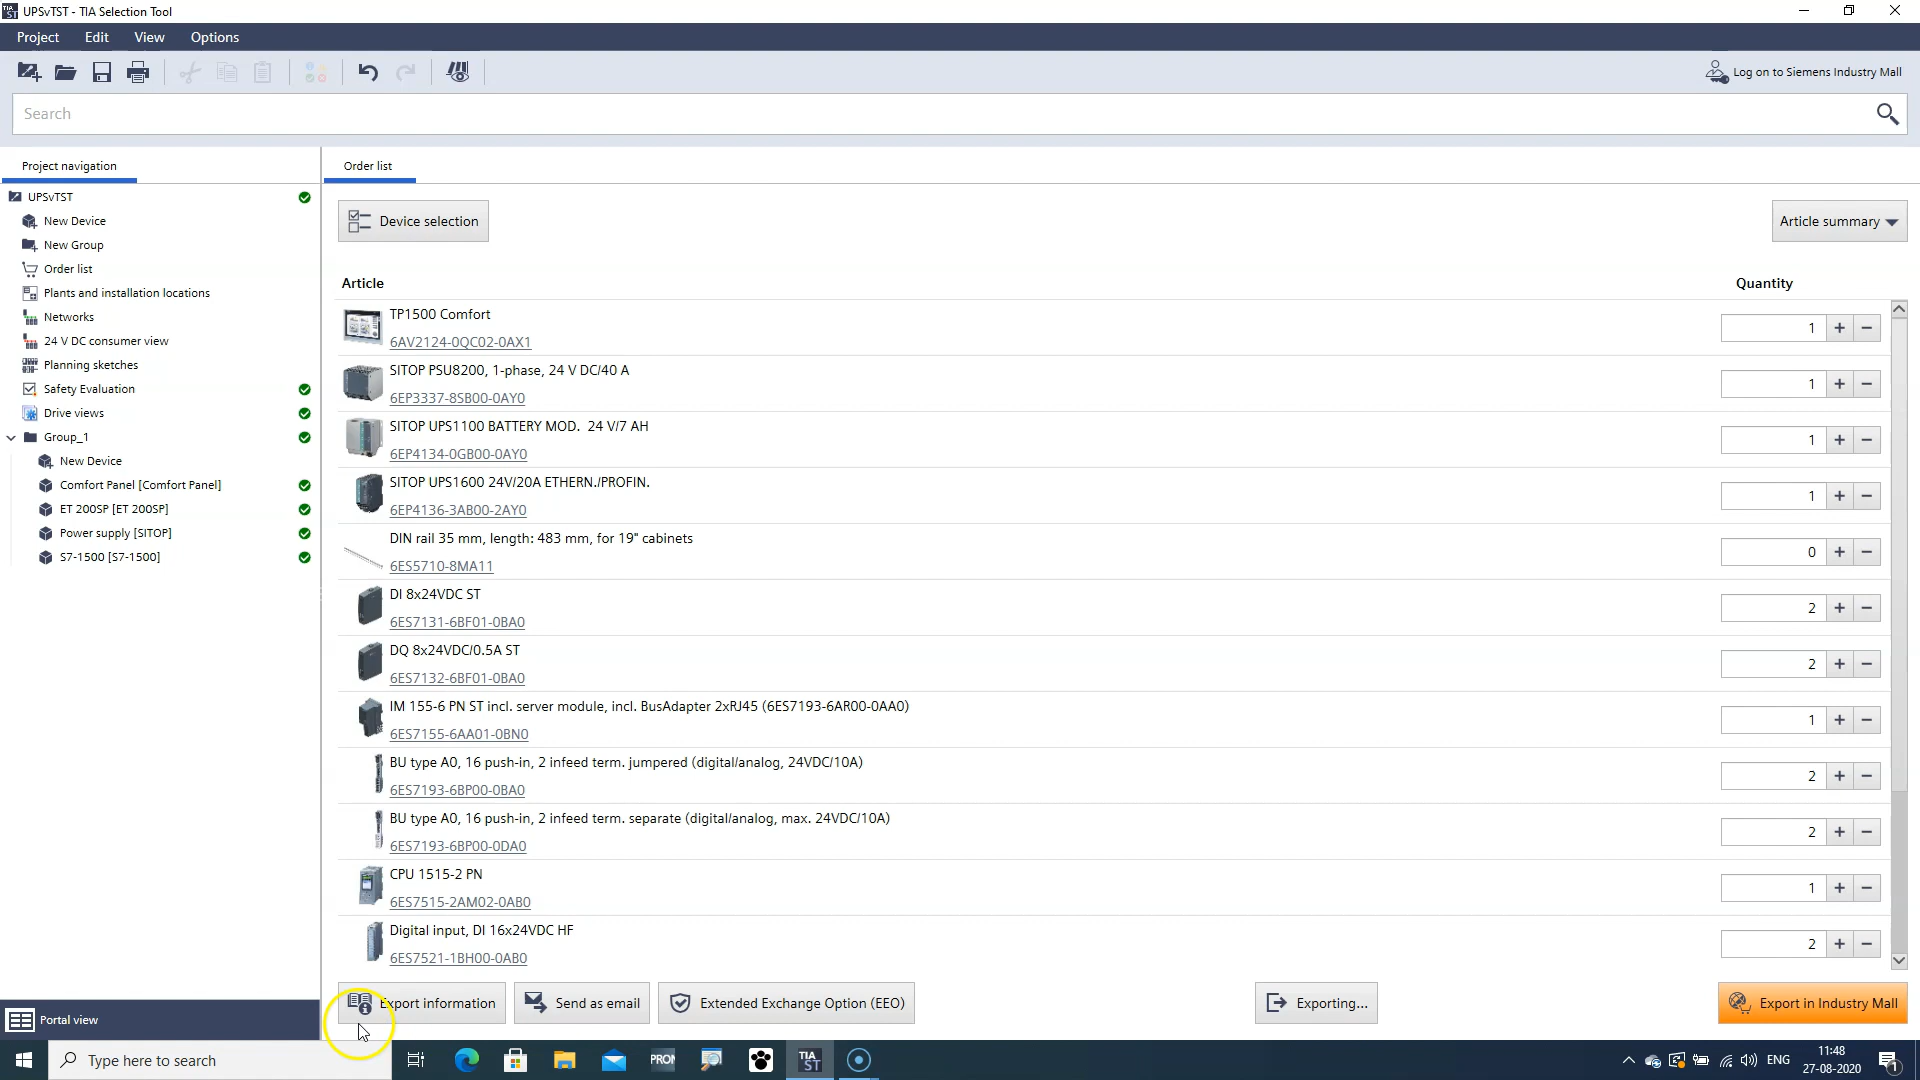 UPSvTST - TIA Selection Tool
Project Edit View Options
Log on to Siemens Industry Mall
Search
Project navigation
UPSvTST
New Device
New Group
Order list
Plants and installation locations
Networks
24 V DC consumer view
Planning sketches
Safety Evaluation
Drive views
Group_1
New Device
Comfort Panel [Comfort Panel]
ET 200SP [ET 200SP]
Power supply [SITOP]
S7-1500 [S7-1500]
Portal view
Order list
Device selection
Article summary
Article Quantity
TP1500 Comfort
6AV2124-0QC02-0AX1
1 + −
SITOP PSU8200, 1-phase, 24 V DC/40 A
6EP3337-8SB00-0AY0
1 + −
SITOP UPS1100 BATTERY MOD. 24 V/7 AH
6EP4134-0GB00-0AY0
1 + −
SITOP UPS1600 24V/20A ETHERN./PROFIN.
6EP4136-3AB00-2AY0
1 + −
DIN rail 35 mm, length: 483 mm, for 19" cabinets
6ES5710-8MA11
0 + −
DI 8x24VDC ST
6ES7131-6BF01-0BA0
2 + −
DQ 8x24VDC/0.5A ST
6ES7132-6BF01-0BA0
2 + −
IM 155-6 PN ST incl. server module, incl. BusAdapter 2xRJ45 (6ES7193-6AR00-0AA0)
6ES7155-6AA01-0BN0
1 + −
BU type A0, 16 push-in, 2 infeed term. jumpered (digital/analog, 24VDC/10A)
6ES7193-6BP00-0BA0
2 + −
BU type A0, 16 push-in, 2 infeed term. separate (digital/analog, max. 24VDC/10A)
6ES7193-6BP00-0DA0
2 + −
CPU 1515-2 PN
6ES7515-2AM02-0AB0
1 + −
Digital input, DI 16x24VDC HF
6ES7521-1BH00-0AB0
2 + −
Export information
Send as email
Extended Exchange Option (EEO)
Exporting...
Export in Industry Mall
Type here to search
PRON
TIA
ST
ENG
11:48
27-08-2020
1